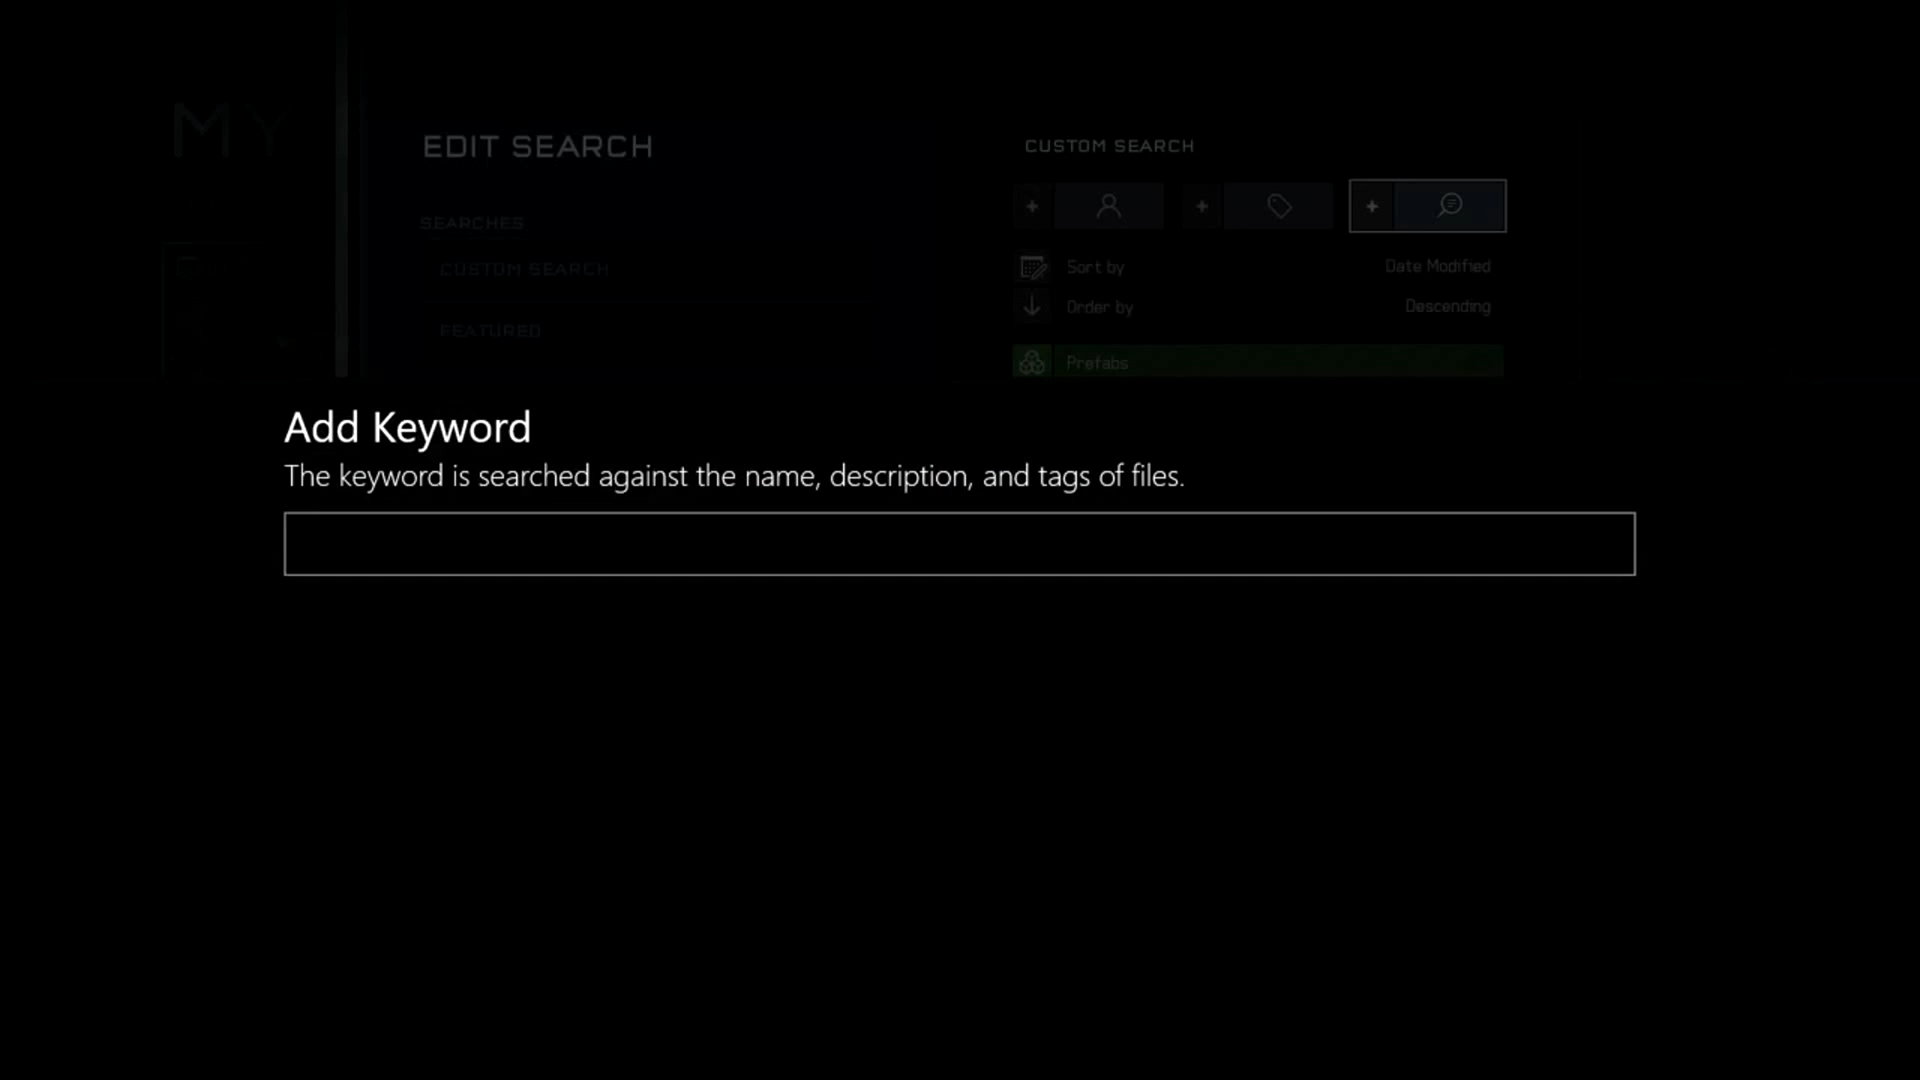 MY
EDIT SEARCH
CUSTOM SEARCH
SEARCHES
CUSTOM SEARCH
Sort by Date Modified
Order by Descending
FEATURED
Prefabs
Add Keyword
The keyword is searched against the name, description, and tags of files.